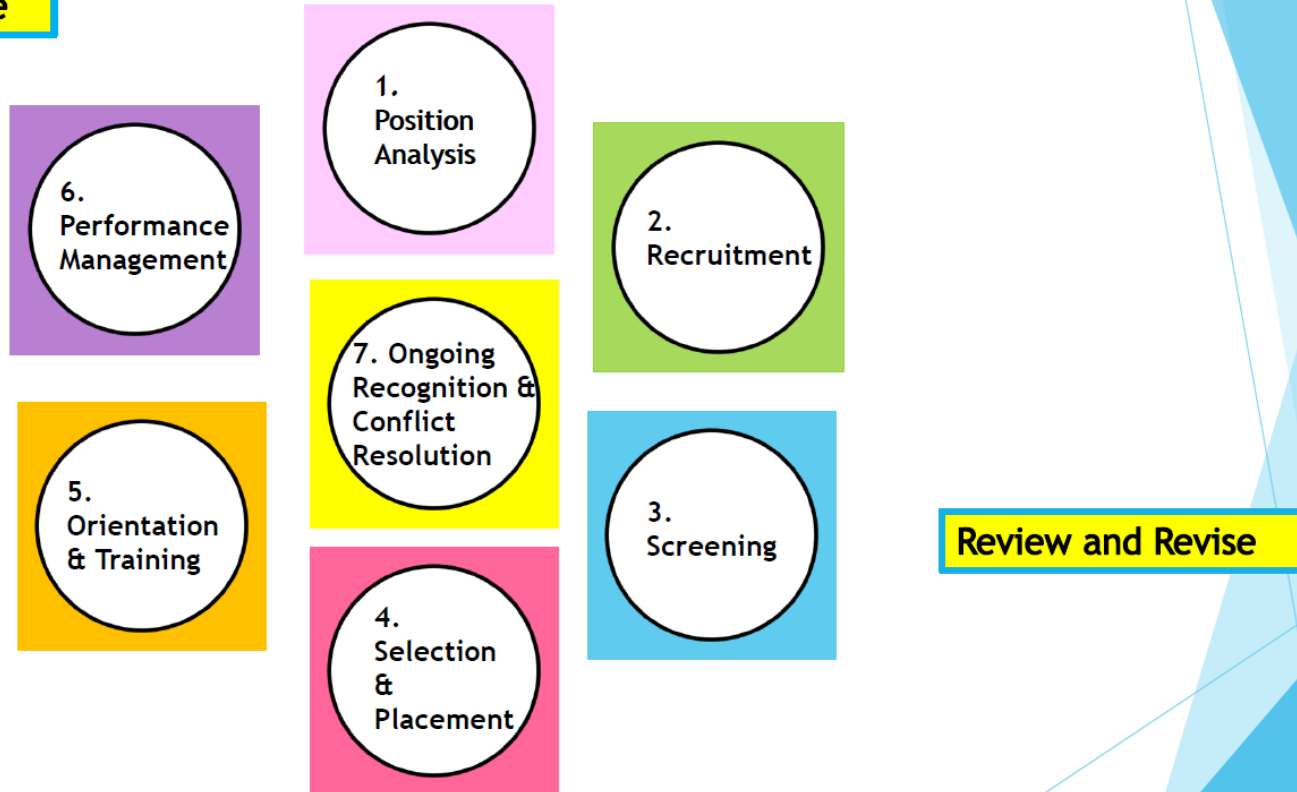 1.
Position
Analysis
2.
Recruitment
3.
Screening
4.
Selection
&
Placement
5.
Orientation
& Training
6.
Performance
Management
7. Ongoing
Recognition &
Conflict
Resolution
Review and Revise